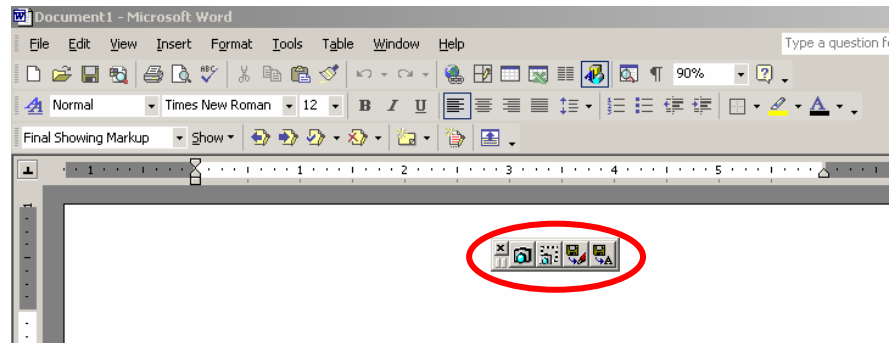 Document1 - Microsoft Word
File Edit View Insert Format Tools Table Window Help Type a question f
90%
Normal Times New Roman 12 B I U A
Final Showing Markup Show
1 1 2 3 4 5